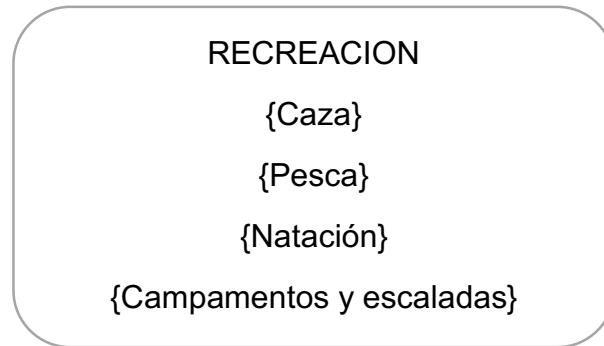 RECREACION
{Caza}
{Pesca}
{Natación}
{Campamentos y escaladas}